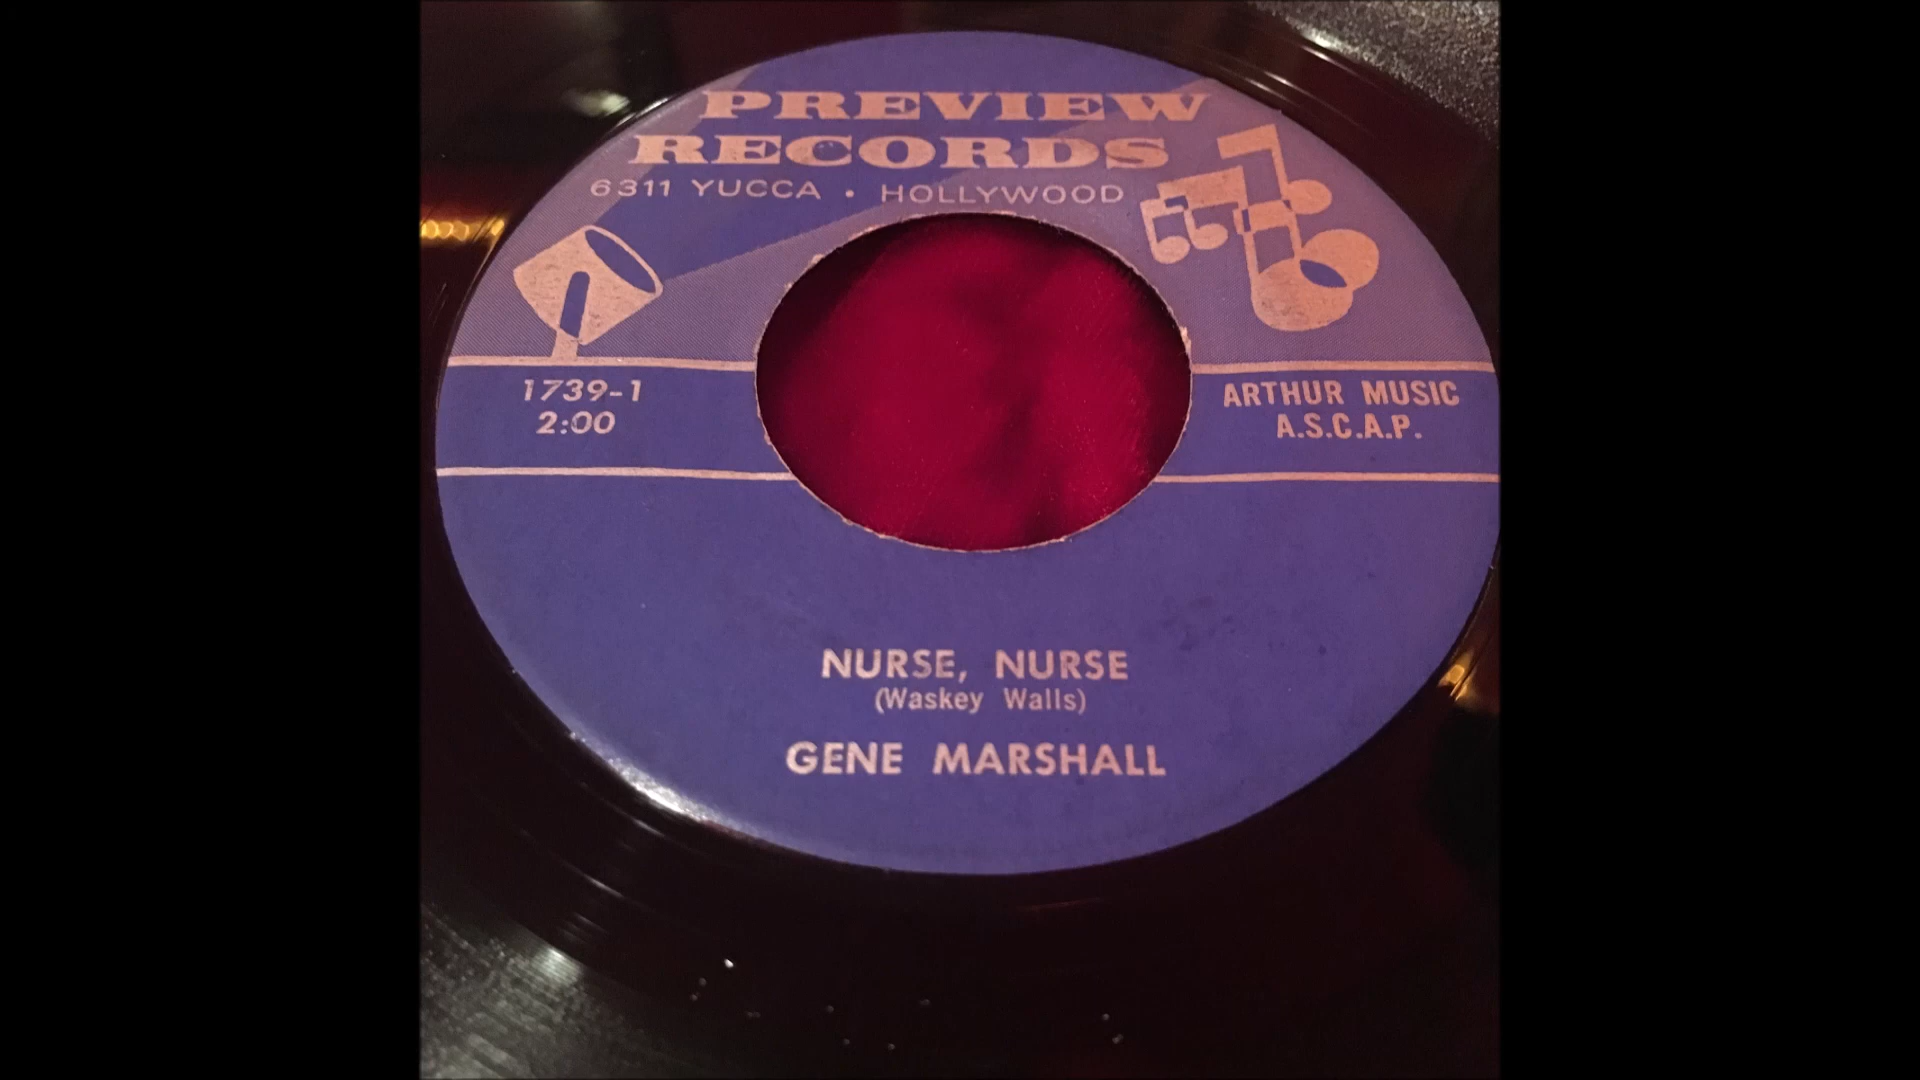 PREVIEW
RECORDS
6311 YUCCA • HOLLYWOOD
1739-1
2:00
ARTHUR MUSIC
A.S.C.A.P.
NURSE, NURSE
(Waskey Walls)
GENE MARSHALL